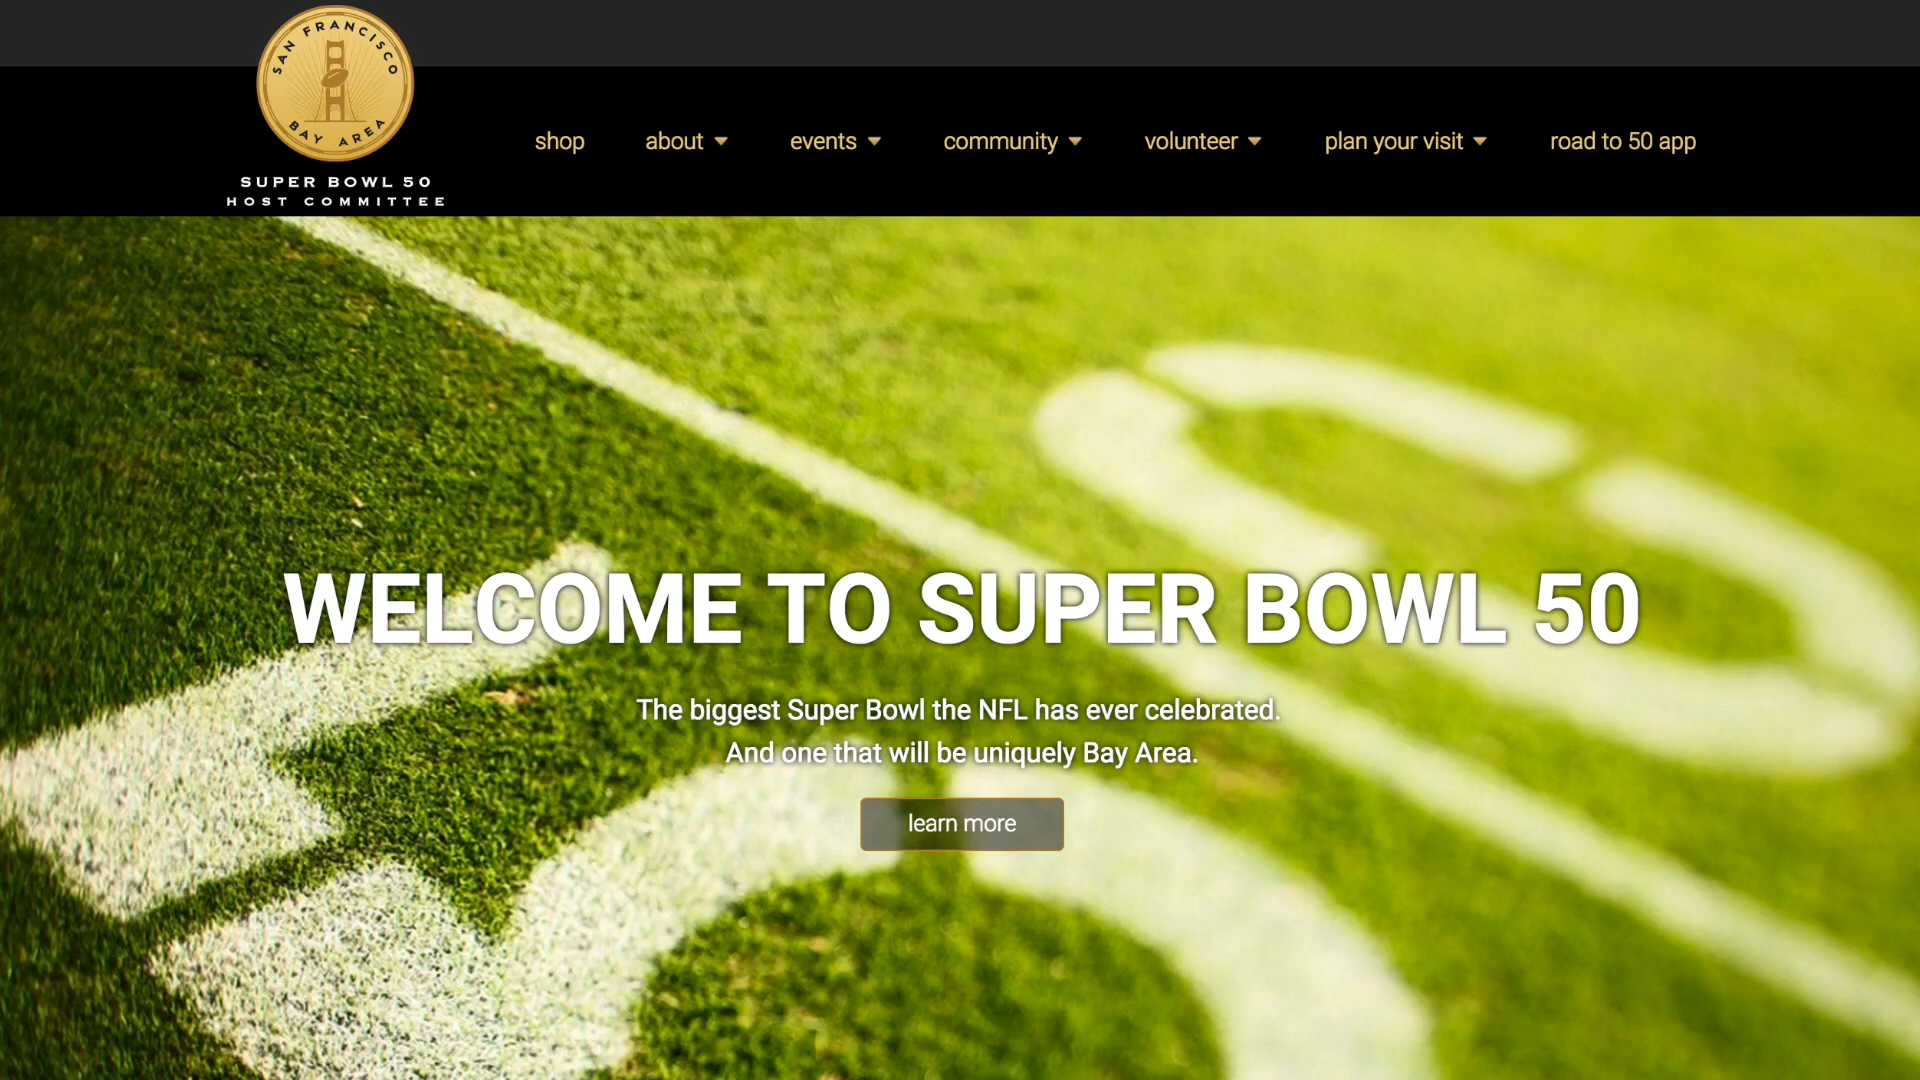 SAN FRANCISCO
BAY AREA
SUPER BOWL 50
HOST COMMITTEE
shop
about
events
community
volunteer
plan your visit
road to 50 app
WELCOME TO SUPER BOWL 50
The biggest Super Bowl the NFL has ever celebrated.
And one that will be uniquely Bay Area.
learn more